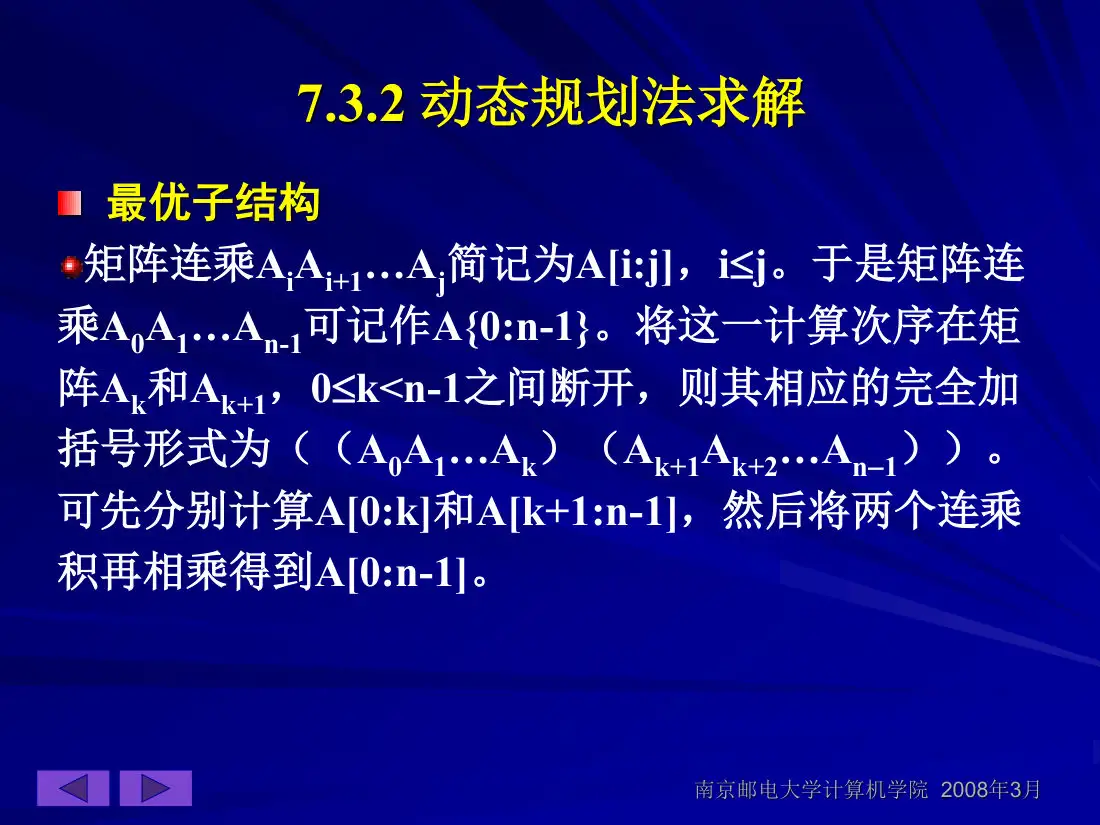 7.3.2 动态规划法求解
最优子结构
矩阵连乘AᵢAᵢ₊₁…Aⱼ简记为A[i:j]，i≤j。于是矩阵连
乘A₀A₁…Aₙ₋₁可记作A{0:n-1}。将这一计算次序在矩
阵Aₖ和Aₖ₊₁，0≤k<n-1之间断开，则其相应的完全加
括号形式为（（A₀A₁…Aₖ）（Aₖ₊₁Aₖ₊₂…Aₙ₋₁））。
可先分别计算A[0:k]和A[k+1:n-1]，然后将两个连乘
积再相乘得到A[0:n-1]。
南京邮电大学计算机学院 2008年3月